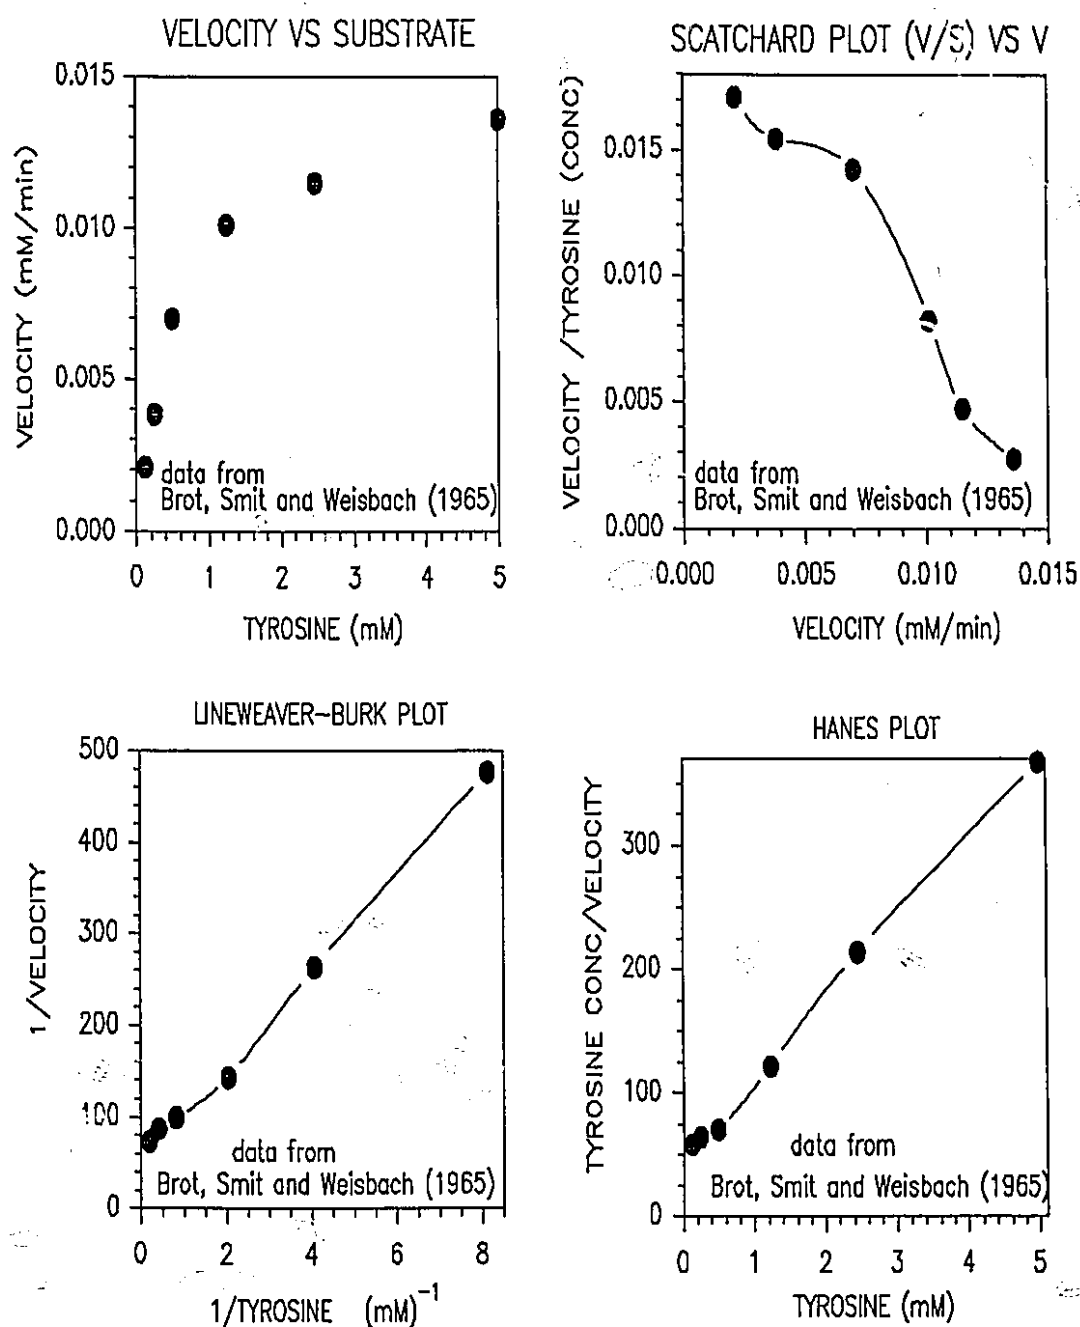 VELOCITY VS SUBSTRATE
VELOCITY (mM/min)
0.015
0.010
0.005
0.000
data from
Brot, Smit and Weisbach (1965)
0 1 2 3 4 5
TYROSINE (mM)
SCATCHARD PLOT (V/S) VS V
VELOCITY /TYROSINE (CONC)
0.015
0.010
0.005
0.000
data from
Brot, Smit and Weisbach (1965)
0.000 0.005 0.010 0.015
VELOCITY (mM/min)
LINEWEAVER-BURK PLOT
1/VELOCITY
500
400
300
200
100
0
data from
Brot, Smit and Weisbach (1965)
0 2 4 6 8
1/TYROSINE (mM)⁻¹
HANES PLOT
TYROSINE CONC/VELOCITY
300
200
100
0
data from
Brot, Smit and Weisbach (1965)
0 1 2 3 4 5
TYROSINE (mM)